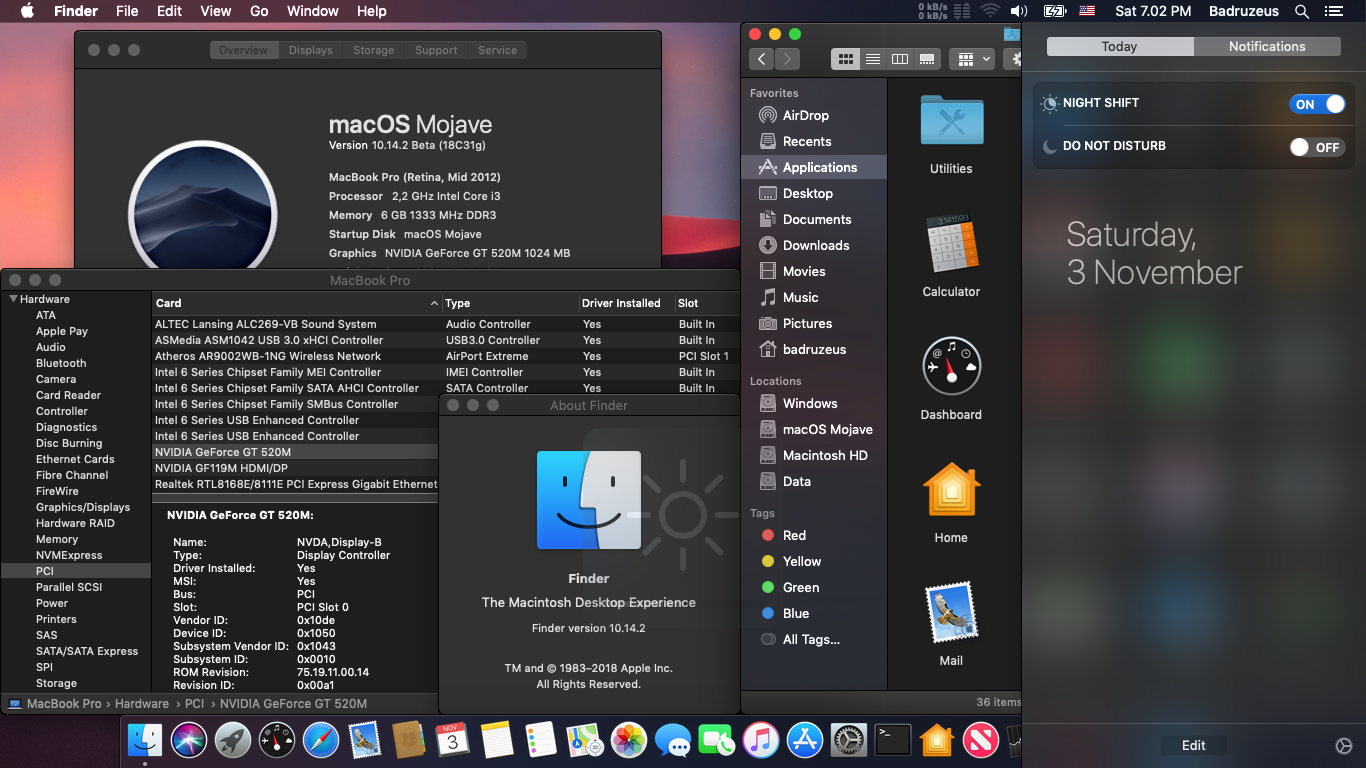 Finder File Edit View Go Window Help
0 kB/s
0 kB/s
Sat 7.02 PM Badruzeus
Overview Displays Storage Support Service
macOS Mojave
Version 10.14.2 Beta (18C31g)
MacBook Pro (Retina, Mid 2012)
Processor 2,2 GHz Intel Core i3
Memory 6 GB 1333 MHz DDR3
Startup Disk macOS Mojave
Graphics NVIDIA GeForce GT 520M 1024 MB
MacBook Pro
Hardware
ATA
Apple Pay
Audio
Bluetooth
Camera
Card Reader
Controller
Diagnostics
Disc Burning
Ethernet Cards
Fibre Channel
FireWire
Graphics/Displays
Hardware RAID
Memory
NVMExpress
PCI
Parallel SCSI
Power
Printers
SAS
SATA/SATA Express
SPI
Storage
Card Type Driver Installed Slot
ALTEC Lansing ALC269-VB Sound System Audio Controller Yes Built In
ASMedia ASM1042 USB 3.0 xHCI Controller USB3.0 Controller Yes Built In
Atheros AR9002WB-1NG Wireless Network AirPort Extreme Yes PCI Slot 1
Intel 6 Series Chipset Family MEI Controller IMEI Controller Yes Built In
Intel 6 Series Chipset Family SATA AHCI Controller SATA Controller Yes Built In
Intel 6 Series Chipset Family SMBus Controller
Intel 6 Series USB Enhanced Controller
Intel 6 Series USB Enhanced Controller
NVIDIA GeForce GT 520M
NVIDIA GF119M HDMI/DP
Realtek RTL8168E/8111E PCI Express Gigabit Ethernet
NVIDIA GeForce GT 520M:
Name: NVDA,Display-B
Type: Display Controller
Driver Installed: Yes
MSI: Yes
Bus: PCI
Slot: PCI Slot 0
Vendor ID: 0x10de
Device ID: 0x1050
Subsystem Vendor ID: 0x1043
Subsystem ID: 0x0010
ROM Revision: 75.19.11.00.14
Revision ID: 0x00a1
MacBook Pro › Hardware › PCI › NVIDIA GeForce GT 520M
About Finder
Finder
The Macintosh Desktop Experience
Finder version 10.14.2
TM and © 1983–2018 Apple Inc.
All Rights Reserved.
Favorites
AirDrop
Recents
Applications
Desktop
Documents
Downloads
Movies
Music
Pictures
badruzeus
Locations
Windows
macOS Mojave
Macintosh HD
Data
Tags
Red
Yellow
Green
Blue
All Tags...
Utilities
3.141593
Calculator
Dashboard
Home
Mail
36 items
Today Notifications
NIGHT SHIFT ON
DO NOT DISTURB OFF
Saturday,
3 November
Edit
NOV
3